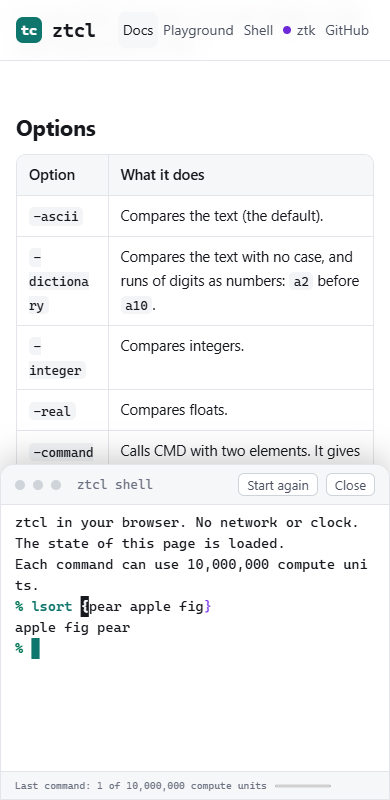 tc ztcl Docs Playground Shell ztk GitHub
Options
Option What it does
-ascii Compares the text (the default).
- Compares the text with no case, and
dictiona runs of digits as numbers: a2 before
ry a10 .
- Compares integers.
integer
-real Compares floats.
-command Calls CMD with two elements. It gives
ztcl shell Start again Close
ztcl in your browser. No network or clock.
The state of this page is loaded.
Each command can use 10,000,000 compute uni
ts.
% lsort {pear apple fig}
apple fig pear
%
Last command: 1 of 10,000,000 compute units